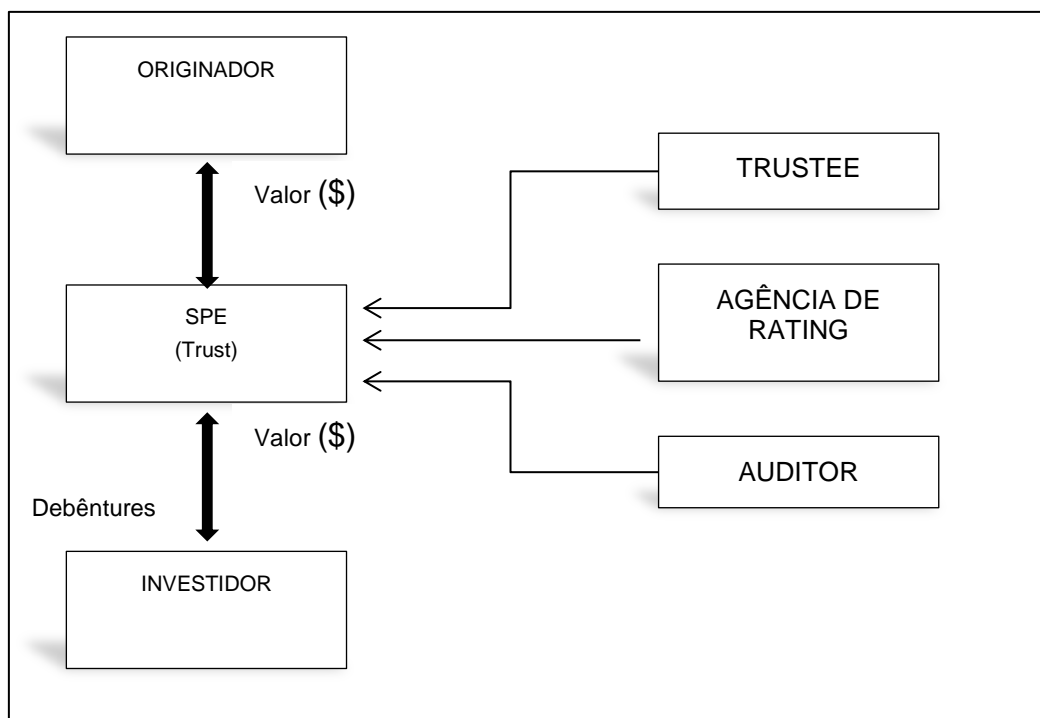 ORIGINADOR
Valor ($)
SPE
(Trust)
Valor ($)
Debêntures
INVESTIDOR
TRUSTEE
AGÊNCIA DE
RATING
AUDITOR